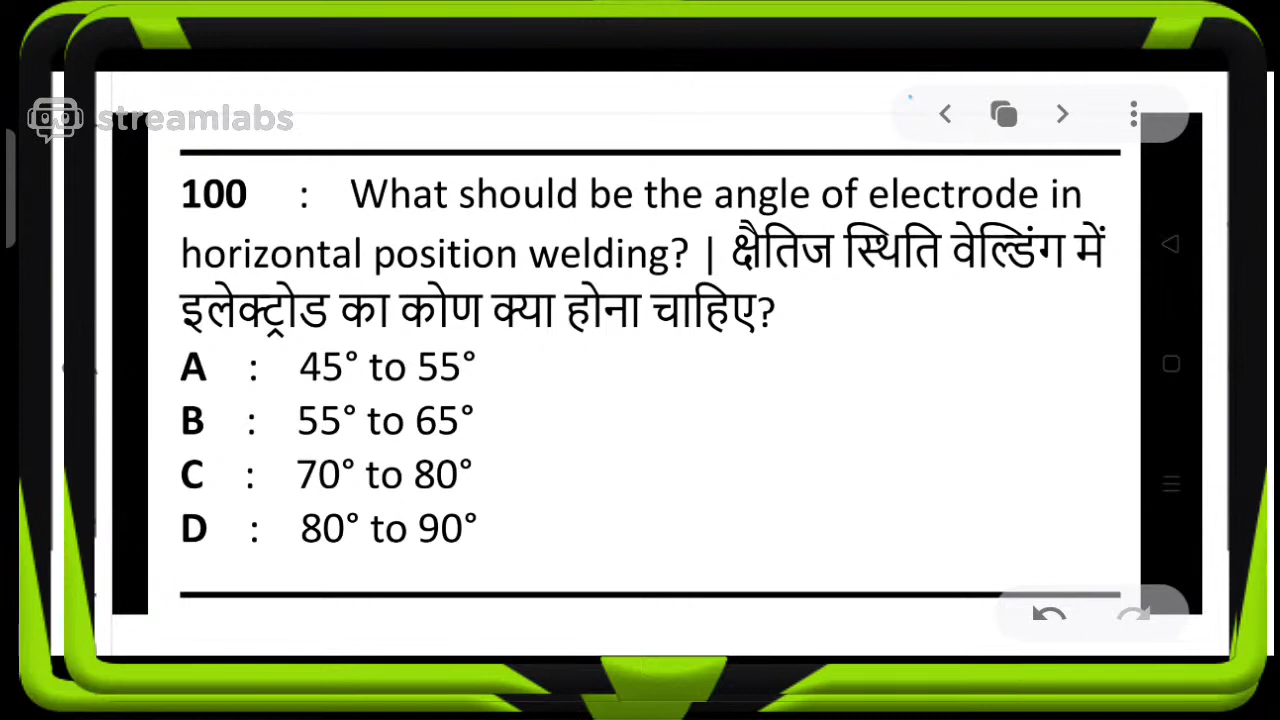 streamlabs
100 : What should be the angle of electrode in
horizontal position welding? | क्षैतिज स्थिति वेल्डिंग में
इलेक्ट्रोड का कोण क्या होना चाहिए?
A : 45° to 55°
B : 55° to 65°
C : 70° to 80°
D : 80° to 90°